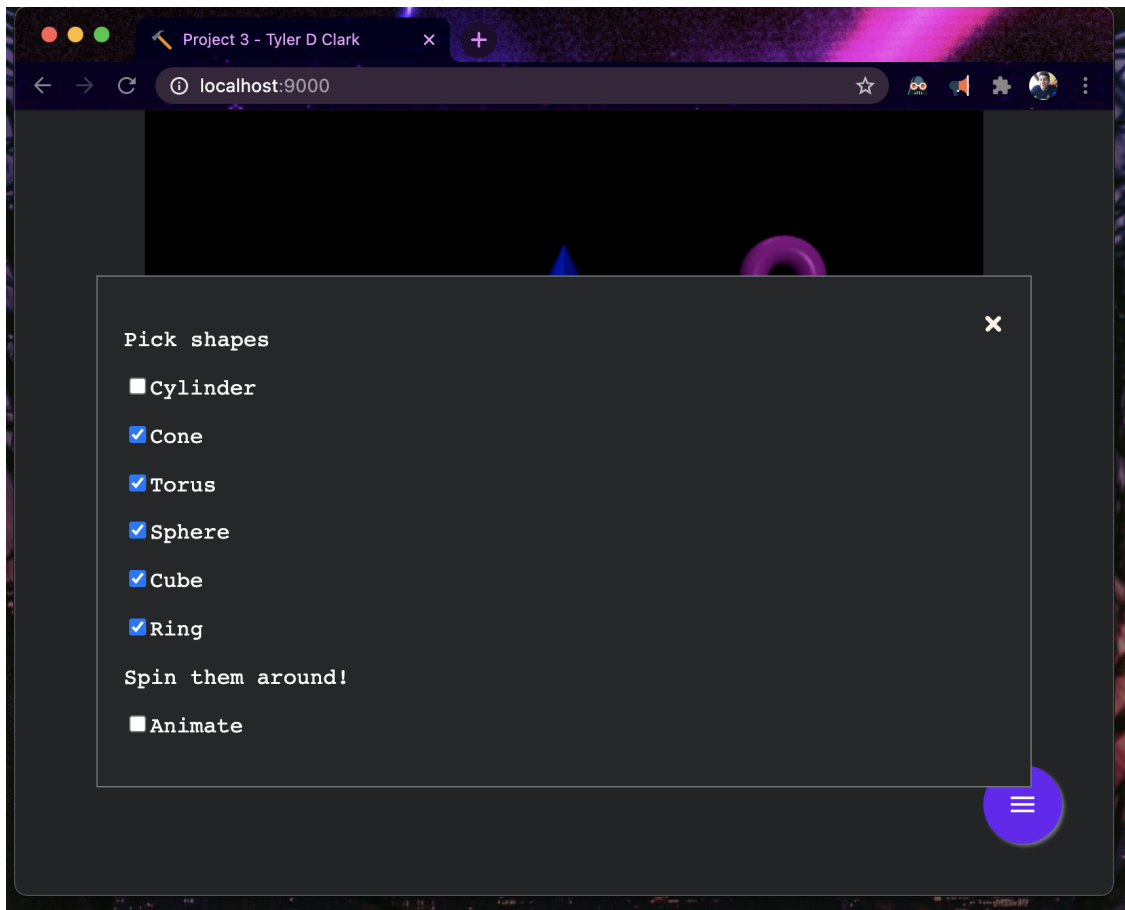 Project 3 - Tyler D Clark
localhost:9000
Pick shapes
Cylinder
Cone
Torus
Sphere
Cube
Ring
Spin them around!
Animate